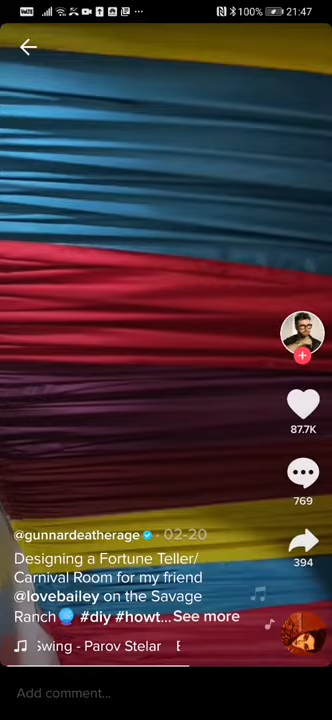 100% 21:47
87.7K
769
394
@gunnardeatherage · 02-20
Designing a Fortune Teller/
Carnival Room for my friend
@lovebailey on the Savage
Ranch🔮 #diy #howt...See more
Swing - Parov Stelar
Add comment...